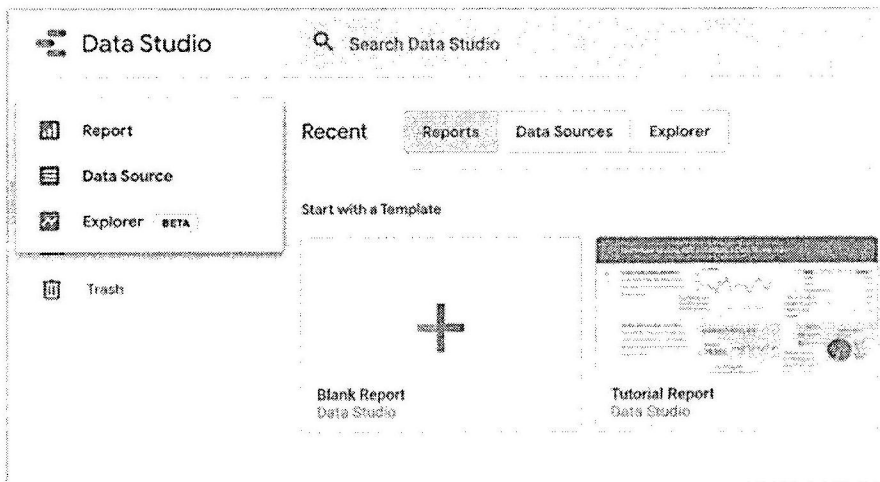 Data Studio
Search Data Studio
Report
Data Source
Explorer BETA
Trash
Recent Reports Data Sources Explorer
Start with a Template
Blank Report
Data Studio
Tutorial Report
Data Studio